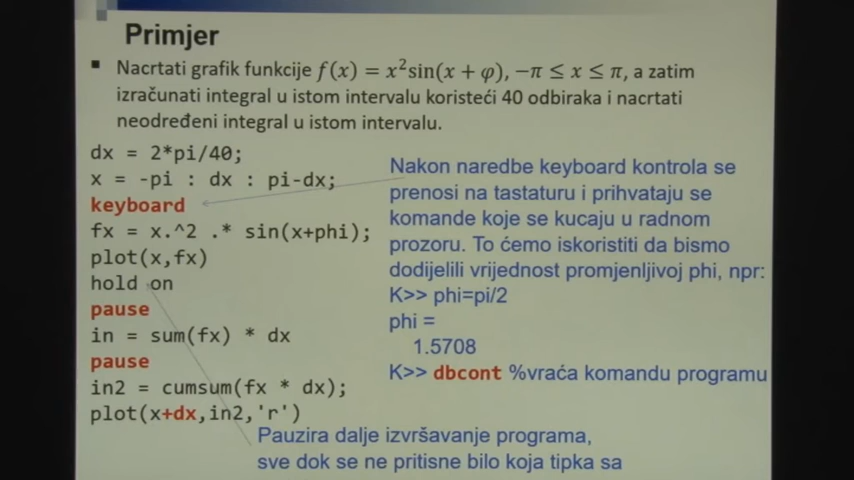 Primjer
Nacrtati grafik funkcije f(x) = x²sin(x + φ), −π ≤ x ≤ π, a zatim
izračunati integral u istom intervalu koristeći 40 odbiraka i nacrtati
neodređeni integral u istom intervalu.
dx = 2*pi/40;
x = -pi : dx : pi-dx;
keyboard
fx = x.^2 .* sin(x+phi);
plot(x,fx)
hold on
pause
in = sum(fx) * dx
pause
in2 = cumsum(fx * dx);
plot(x+dx,in2,'r')
Nakon naredbe keyboard kontrola se
prenosi na tastaturu i prihvataju se
komande koje se kucaju u radnom
prozoru. To ćemo iskoristiti da bismo
dodijelili vrijednost promjenljivoj phi, npr:
K>> phi=pi/2
phi =
1.5708
K>> dbcont %vraća komandu programu
Pauzira dalje izvršavanje programa,
sve dok se ne pritisne bilo koja tipka sa